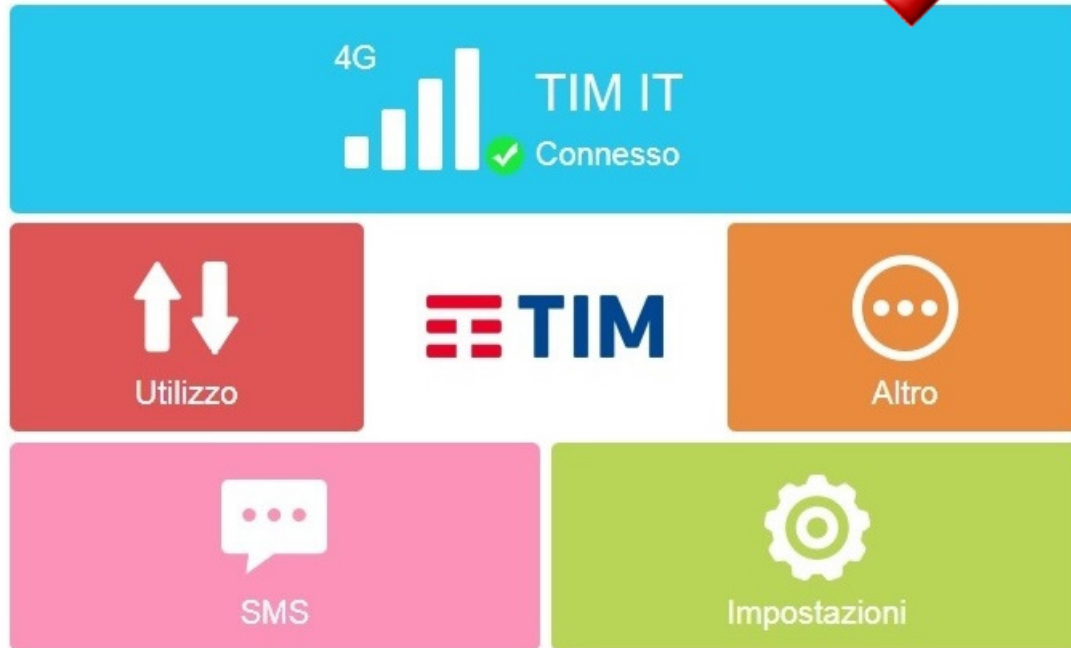 4G
TIM IT
Connesso
Utilizzo
TIM
Altro
SMS
Impostazioni